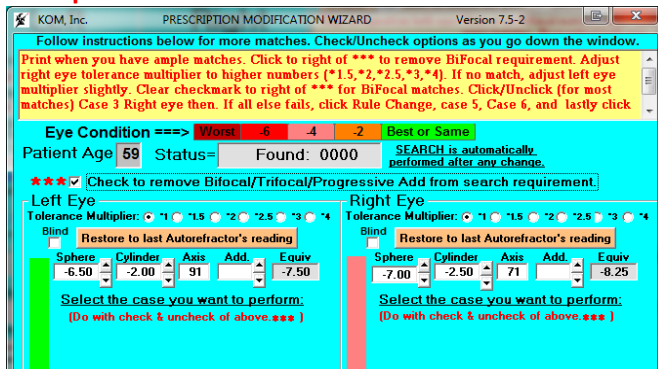 KOM, Inc. PRESCRIPTION MODIFICATION WIZARD Version 7.5-2
Follow instructions below for more matches. Check/Uncheck options as you go down the window.
Print when you have ample matches. Click to right of *** to remove BiFocal requirement. Adjust
right eye tolerance multiplier to higher numbers (*1.5,*2,*2.5,*3,*4). If no match, adjust left eye
multiplier slightly. Clear checkmark to right of *** for BiFocal matches. Click/Unclick (for most
matches) Case 3 Right eye then. If all else fails, click Rule Change, case 5, Case 6, and lastly click
Eye Condition ===> Worst -6 -4 -2 Best or Same
Patient Age 59 Status= Found: 0000 SEARCH is automatically
performed after any change.
*** Check to remove Bifocal/Trifocal/Progressive Add from search requirement.
Left Eye Right Eye
Tolerance Multiplier: *1 *1.5 *2 *2.5 *3 *4 Tolerance Multiplier: *1 *1.5 *2 *2.5 *3 *4
Blind Restore to last Autorefractor's reading Blind Restore to last Autorefractor's reading
Sphere Cylinder Axis Add. Equiv Sphere Cylinder Axis Add. Equiv
-6.50 -2.00 91 -7.50 -7.00 -2.50 71 -8.25
Select the case you want to perform: Select the case you want to perform:
(Do with check & uncheck of above.*** ) (Do with check & uncheck of above.*** )